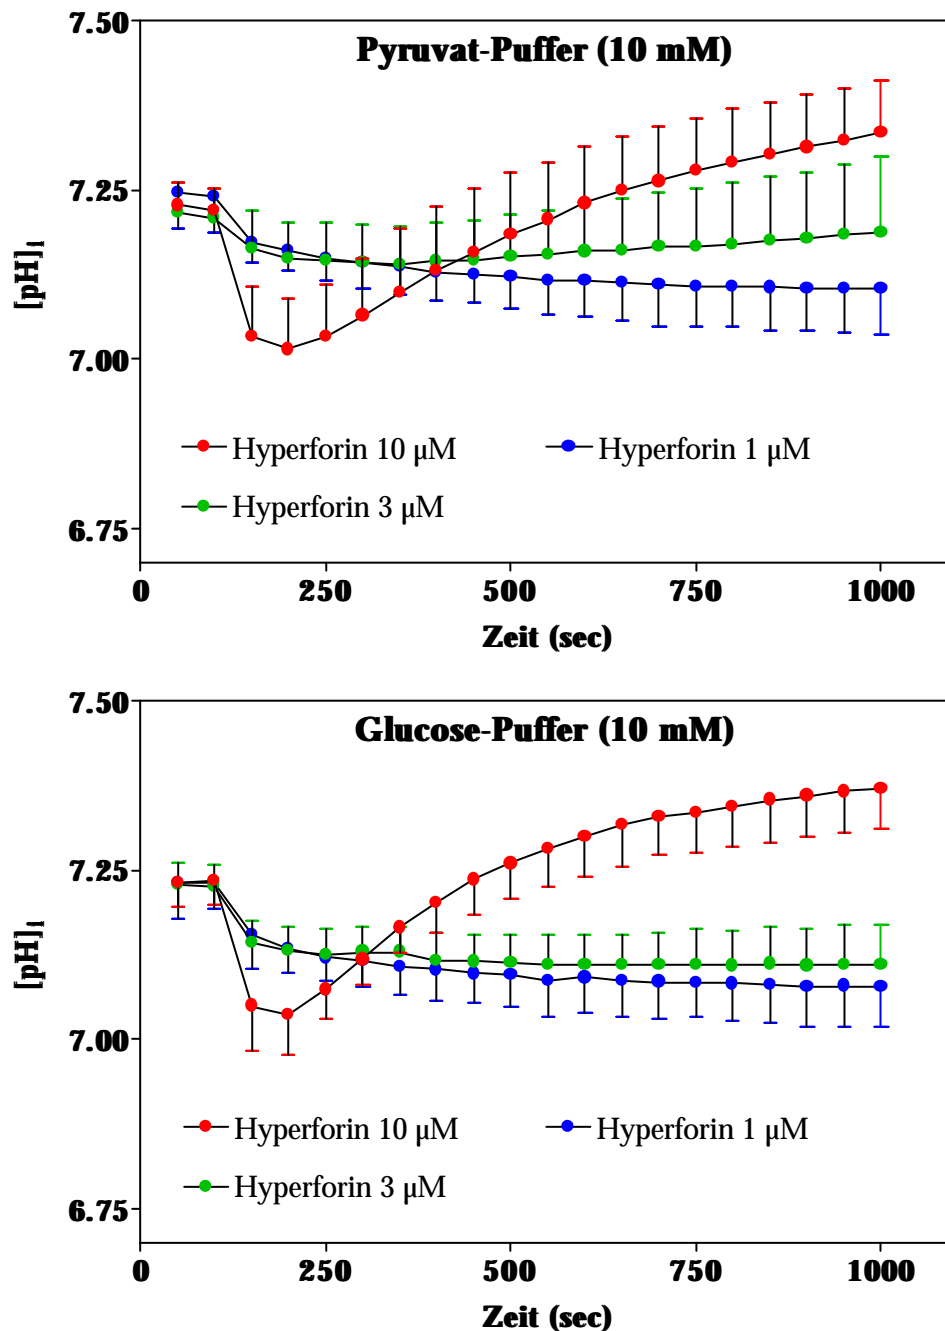 Pyruvat-Puffer (10 mM)
7.50
7.25
7.00
6.75
[pH]i
Hyperforin 10 µM
Hyperforin 1 µM
Hyperforin 3 µM
0 250 500 750 1000
Zeit (sec)
Glucose-Puffer (10 mM)
7.50
7.25
7.00
6.75
[pH]i
Hyperforin 10 µM
Hyperforin 1 µM
Hyperforin 3 µM
0 250 500 750 1000
Zeit (sec)